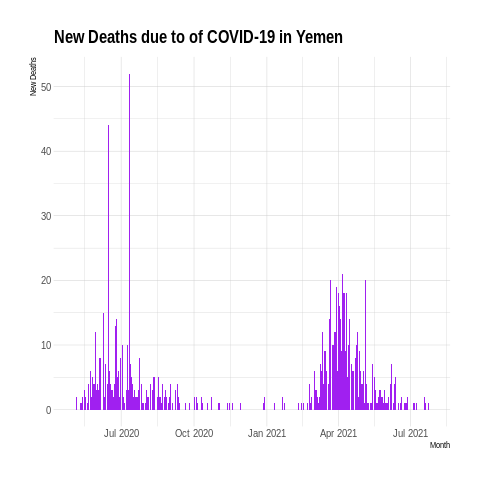 New Deaths due to of COVID-19 in Yemen
New Deaths
50
40
30
20
10
0
Jul 2020 Oct 2020 Jan 2021 Apr 2021 Jul 2021
Month